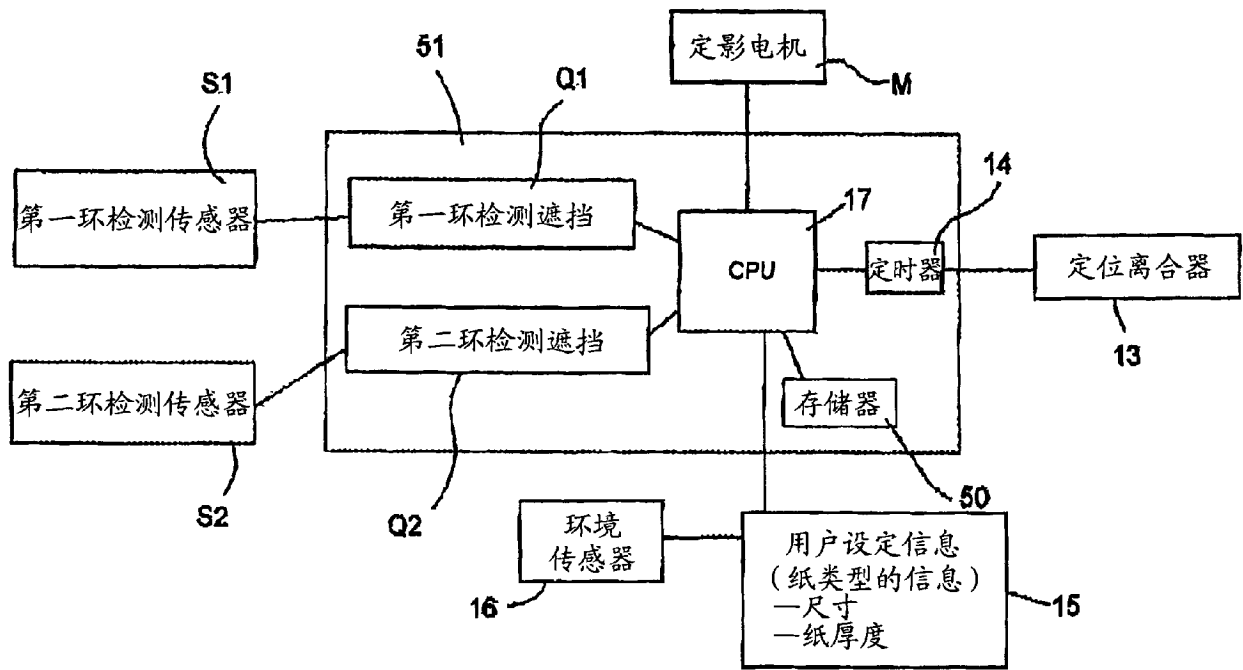 定影电机
M
51
S1
Q1
14
17
第一环检测传感器
第一环检测遮挡
CPU
定时器
定位离合器
13
第二环检测遮挡
第二环检测传感器
存储器
S2
Q2
50
环境
传感器
16
用户设定信息
(纸类型的信息)
—尺寸
—纸厚度
15